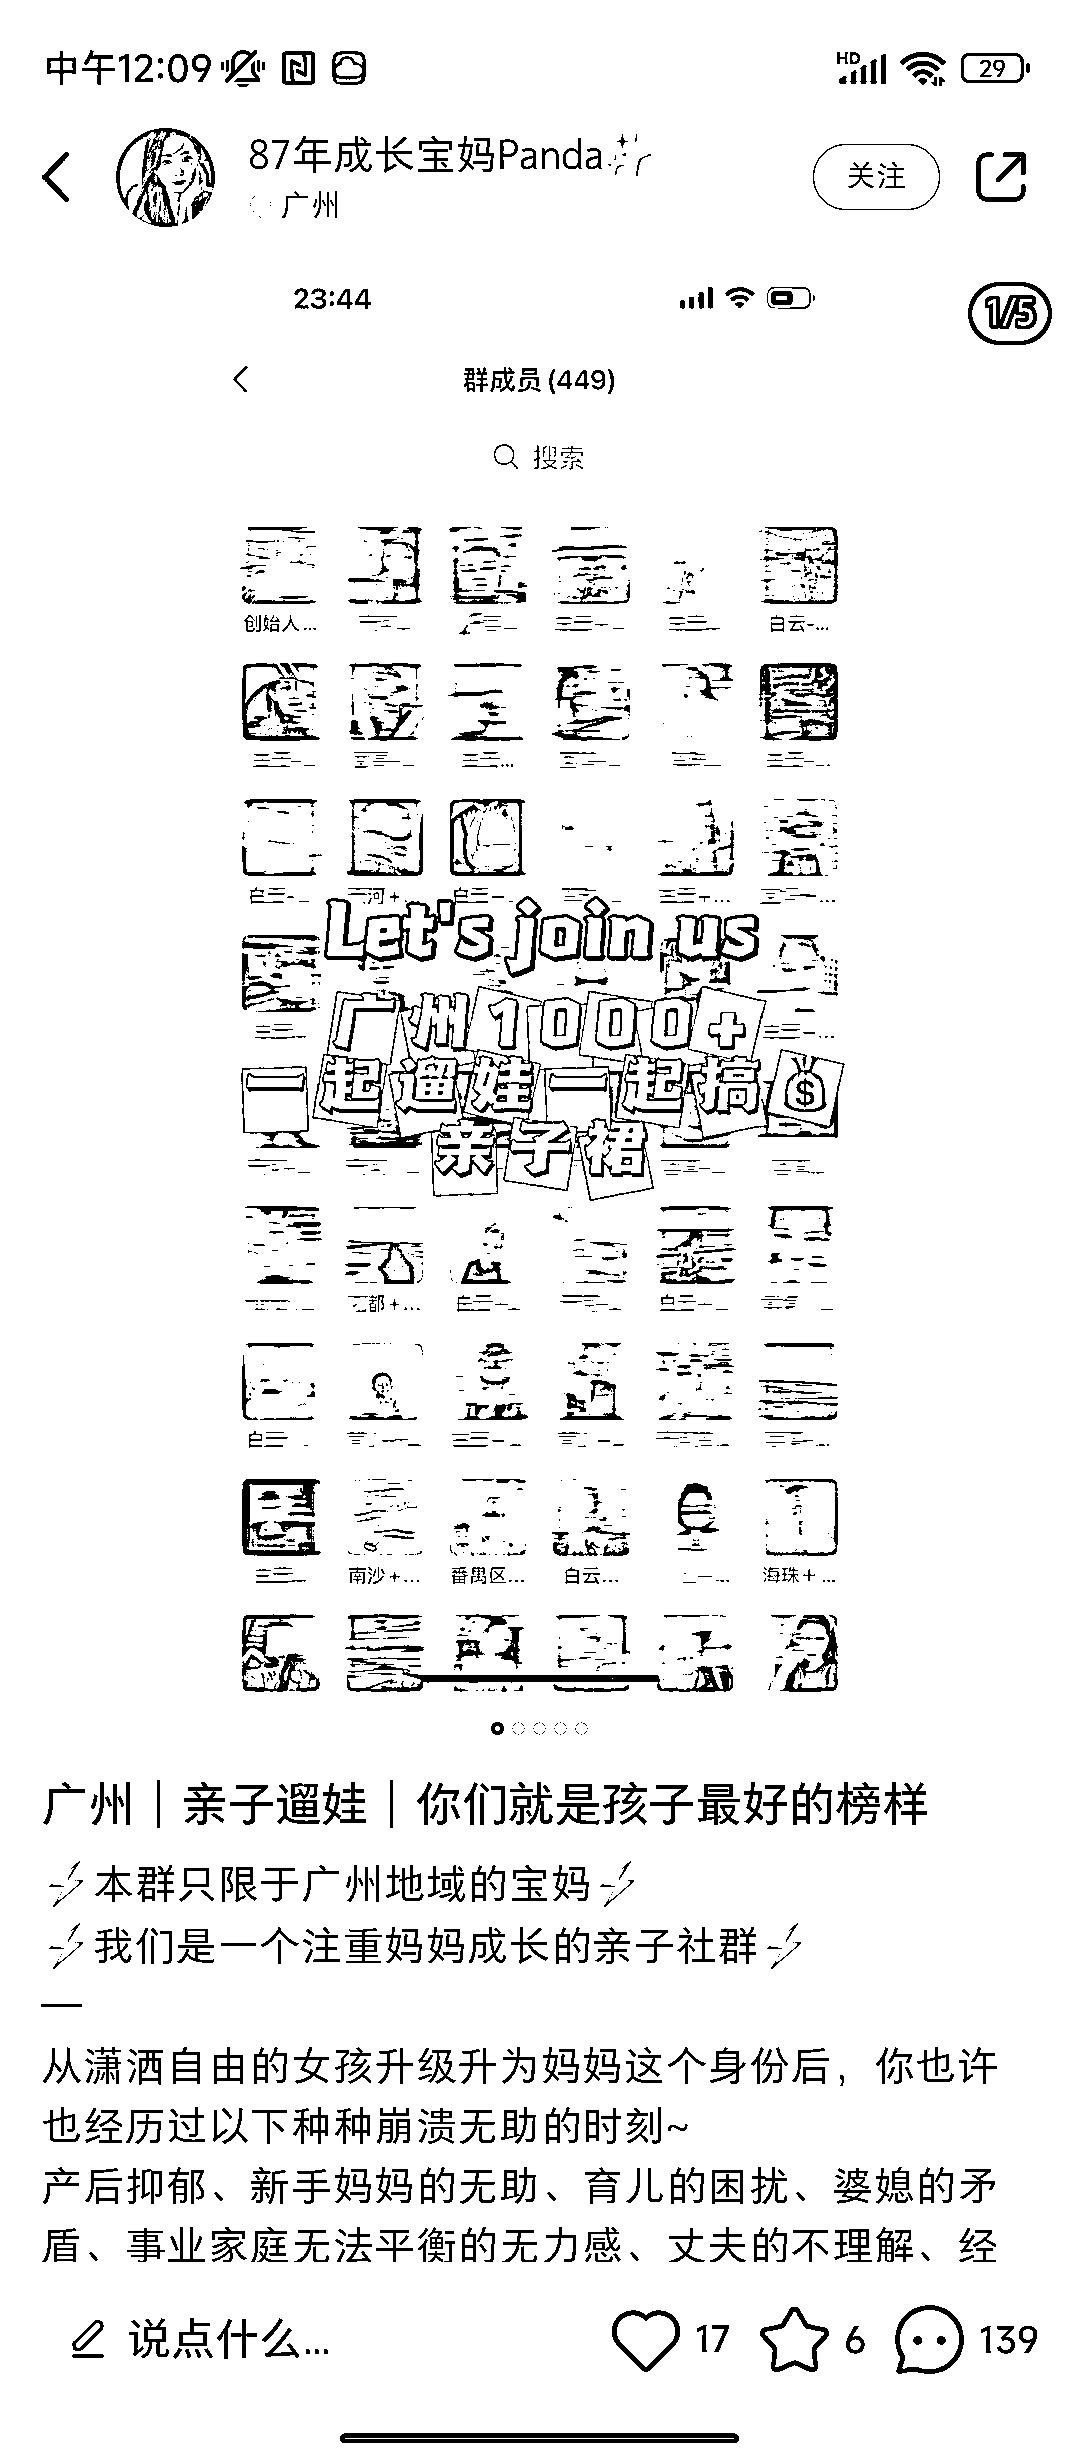 中午12:09
HD
29
87年成长宝妈Panda
广州
关注
23:44
1/5
群成员 (449)
搜索
创始人...
白云-...
Let's join us
广州1000+
一起遛娃一起搞
亲子裙
南沙+...
番禺区...
白云...
海珠+...
广州｜亲子遛娃｜你们就是孩子最好的榜样
本群只限于广州地域的宝妈
我们是一个注重妈妈成长的亲子社群
—
从潇洒自由的女孩升级升为妈妈这个身份后，你也许
也经历过以下种种崩溃无助的时刻~
产后抑郁、新手妈妈的无助、育儿的困扰、婆媳的矛
盾、事业家庭无法平衡的无力感、丈夫的不理解、经
说点什么...
17
6
139